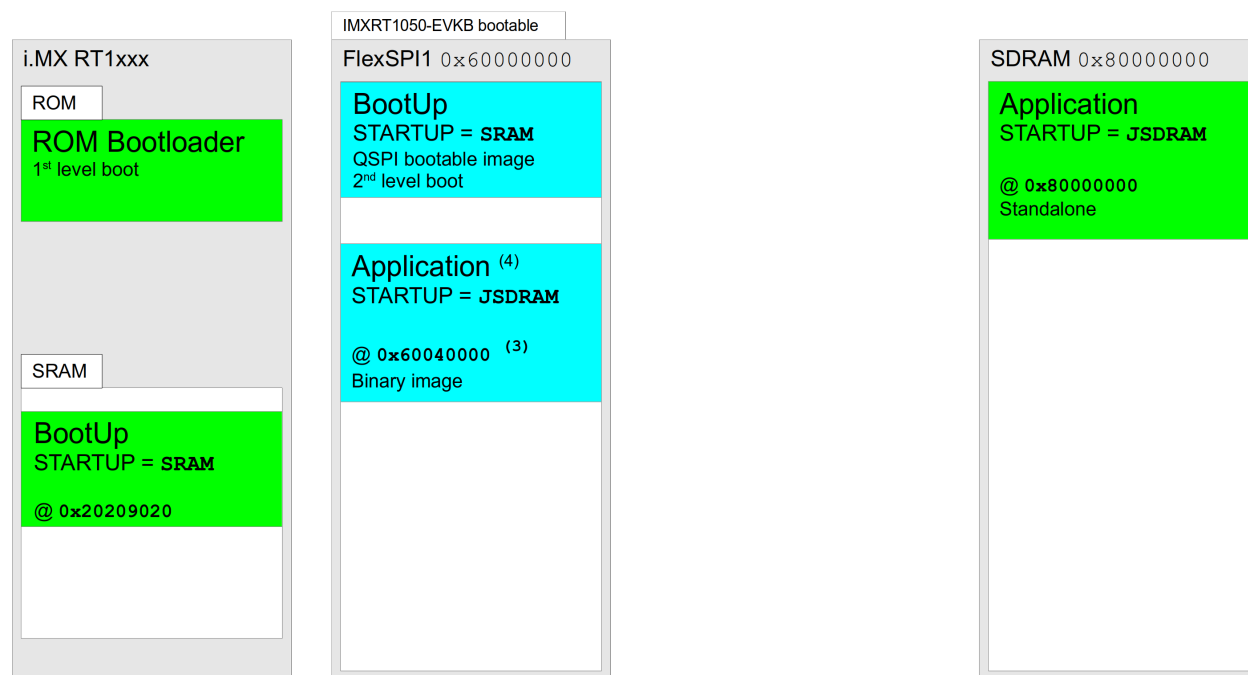 i.MX RT1xxx
ROM
ROM Bootloader
1st level boot
SRAM
BootUp
STARTUP = SRAM
@ 0x20209020
IMXRT1050-EVKB bootable
FlexSPI1 0x60000000
BootUp
STARTUP = SRAM
QSPI bootable image
2nd level boot
Application (4)
STARTUP = JSDRAM
@ 0x60040000 (3)
Binary image
SDRAM 0x80000000
Application
STARTUP = JSDRAM
@ 0x80000000
Standalone